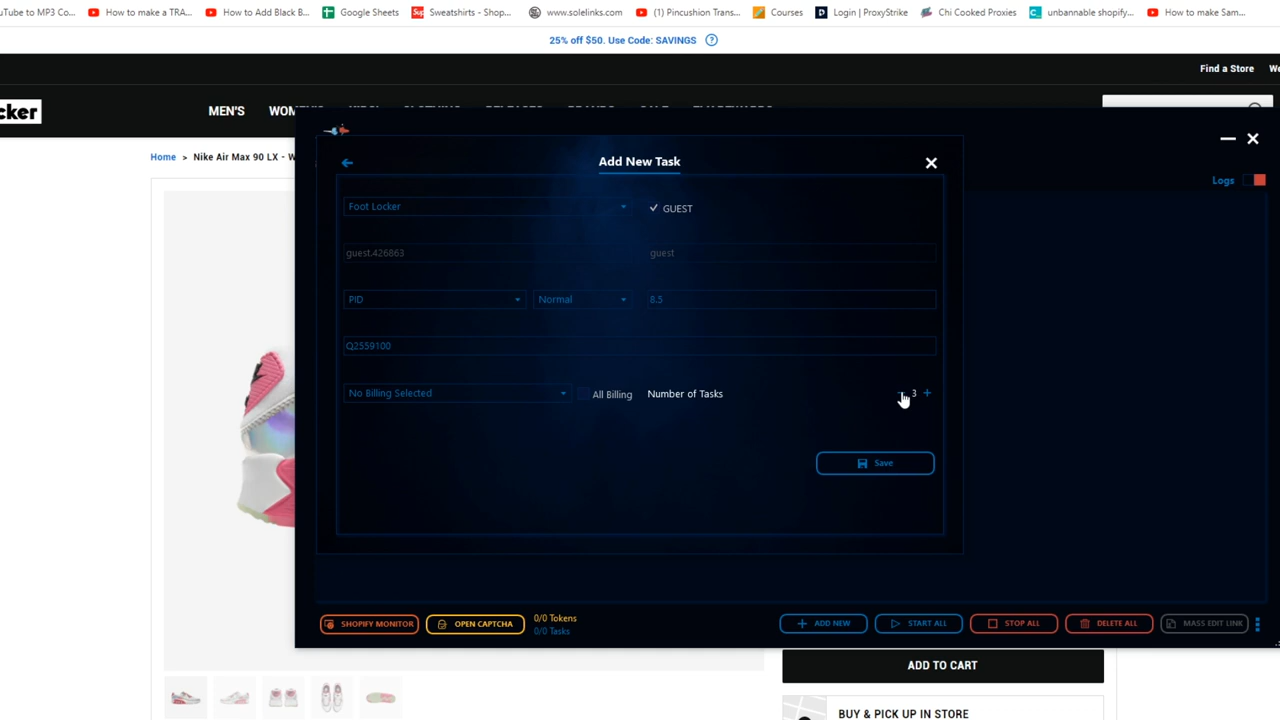 uTube to MP3 Co... How to make a TRA... How to Add Black B... Google Sheets Sweatshirts - Shop... www.solelinks.com (1) Pincushion Trans... Courses Login | ProxyStrike Chi Cooked Proxies unbannable shopify... How to make Sam...
25% off $50. Use Code: SAVINGS
Find a Store We
cker
MEN'S WOMEN'S
Home > Nike Air Max 90 LX - W
Add New Task
Logs
Foot Locker GUEST
guest.426863 guest
PID Normal 8.5
Q2559100
No Billing Selected All Billing Number of Tasks 3 +
Save
SHOPIFY MONITOR OPEN CAPTCHA 0/0 Tokens
0/0 Tasks
ADD NEW START ALL STOP ALL DELETE ALL MASS EDIT LINK
ADD TO CART
BUY & PICK UP IN STORE